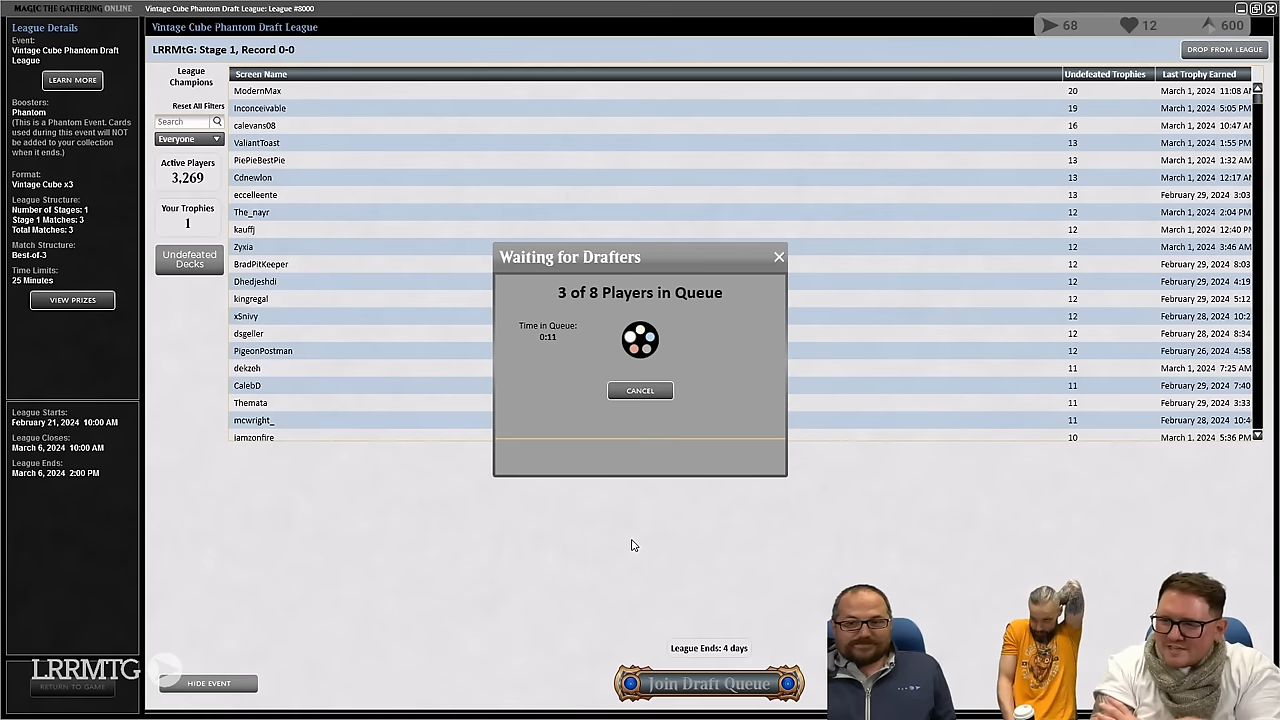 MAGIC THE GATHERING ONLINE
Vintage Cube Phantom Draft League: League #8000
League Details
Event:
Vintage Cube Phantom Draft
League
LEARN MORE
Boosters:
Phantom
(This is a Phantom Event. Cards
used during this event will NOT
be added to your collection
when it ends.)
Format:
Vintage Cube x3
League Structure:
Number of Stages: 1
Stage 1 Matches: 3
Total Matches: 3
Match Structure:
Best-of-3
Time Limits:
25 Minutes
VIEW PRIZES
League Starts:
February 21, 2024 10:00 AM
League Closes:
March 6, 2024 10:00 AM
League Ends:
March 6, 2024 2:00 PM
LRRMTG
RETURN TO GAME
Vintage Cube Phantom Draft League
68 12 600
LRRMtG: Stage 1, Record 0-0
DROP FROM LEAGUE
League
Champions
Reset All Filters
Search
Everyone
Active Players
3,269
Your Trophies
1
Undefeated
Decks
Screen Name Undefeated Trophies Last Trophy Earned
ModernMax 20 March 1, 2024 11:08 AM
Inconceivable 19 March 1, 2024 5:05 PM
calevans08 16 March 1, 2024 10:47 AM
ValiantToast 13 March 1, 2024 1:55 PM
PiePieBestPie 13 March 1, 2024 1:32 AM
Cdnewlon 13 March 1, 2024 12:17 AM
eccelleente 13 February 29, 2024 3:03
The_nayr 12 March 1, 2024 2:04 PM
kauffj 12 March 1, 2024 12:40 PM
Zyxia 12 March 1, 2024 3:46 AM
BradPitKeeper 12 February 29, 2024 8:03
Dhedjeshdi 12 February 29, 2024 4:19
kingregal 12 February 29, 2024 5:12
xSnivy 12 February 28, 2024 10:2
dsgeller 12 February 28, 2024 8:34
PigeonPostman 12 February 26, 2024 4:58
dekzeh 11 March 1, 2024 7:25 AM
CalebD 11 February 29, 2024 7:40
Themata 11 February 29, 2024 3:33
mcwright_ 11 February 28, 2024 10:4
iamzonfire 10 March 1, 2024 5:36 PM
Waiting for Drafters
3 of 8 Players in Queue
Time in Queue:
0:11
CANCEL
League Ends: 4 days
Join Draft Queue
HIDE EVENT